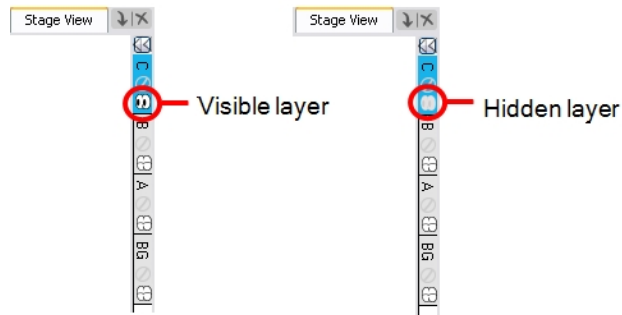 Stage View
C
B
A
BG
Visible layer
Stage View
C
B
A
BG
Hidden layer